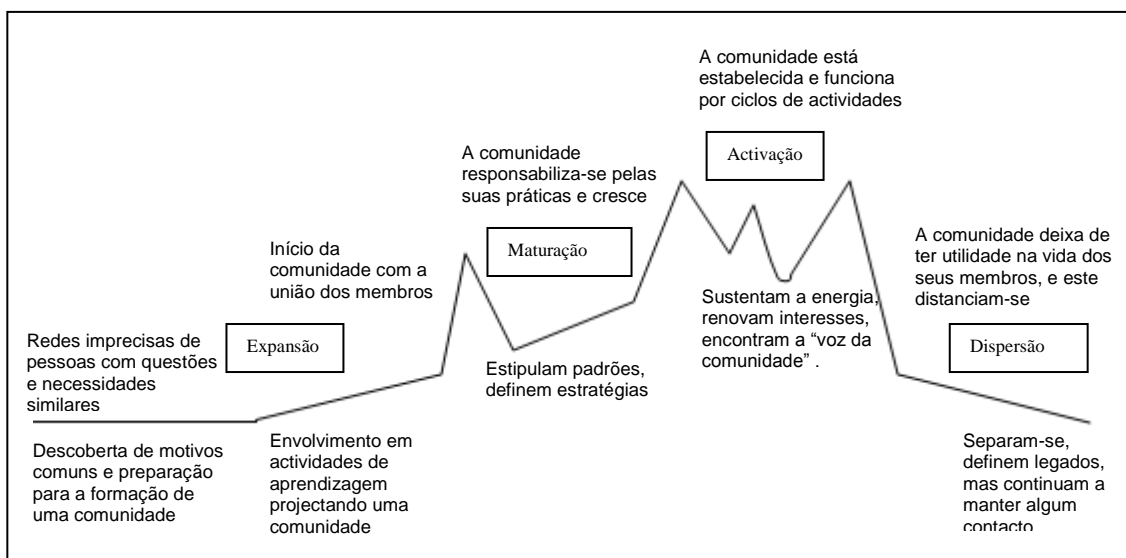 Redes imprecisas de
pessoas com questões
e necessidades
similares
Descoberta de motivos
comuns e preparação
para a formação de
uma comunidade
Expansão
Início da
comunidade com a
união dos membros
Envolvimento em
actividades de
aprendizagem
projectando uma
comunidade
A comunidade
responsabiliza-se pelas
suas práticas e cresce
Maturação
Estipulam padrões,
definem estratégias
A comunidade está
estabelecida e funciona
por ciclos de actividades
Activação
Sustentam a energia,
renovam interesses,
encontram a “voz da
comunidade” .
A comunidade deixa de
ter utilidade na vida dos
seus membros, e este
distanciam-se
Dispersão
Separam-se,
definem legados,
mas continuam a
manter algum
contacto